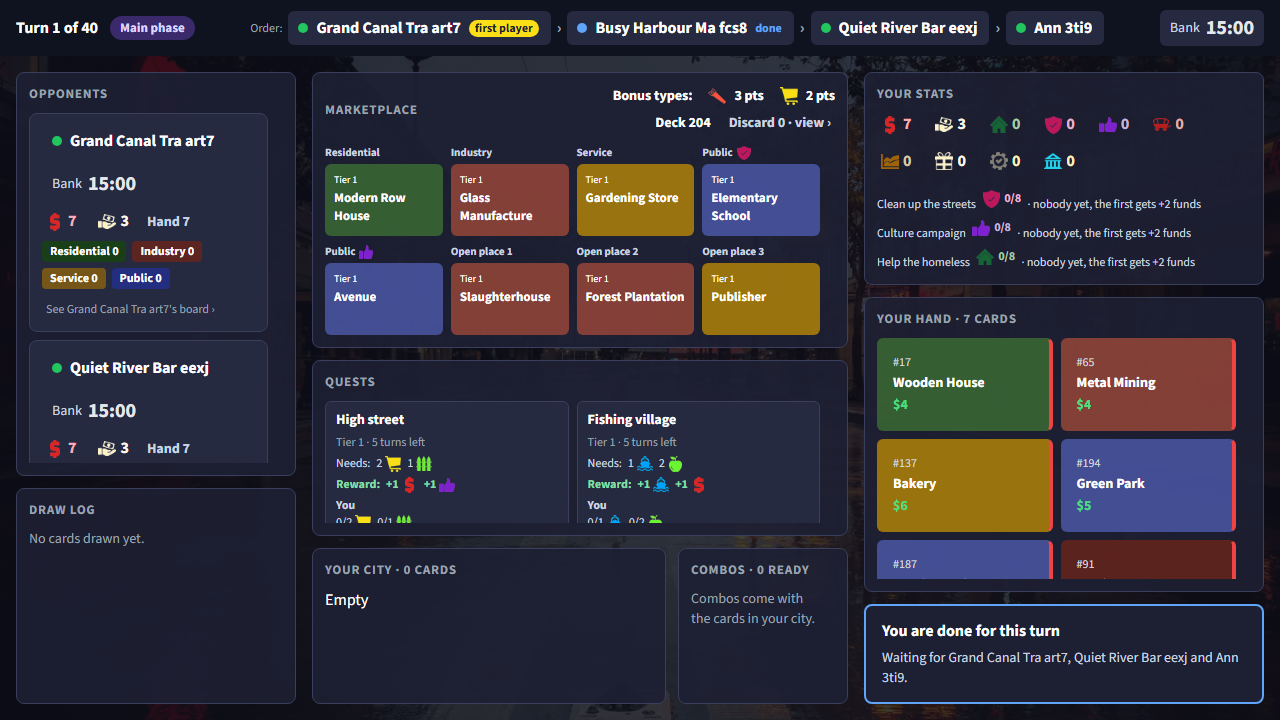 Turn 1 of 40 Main phase Order: Grand Canal Tra art7 first player › Busy Harbour Ma fcs8 done › Quiet River Bar eexj › Ann 3ti9 Bank 15:00
OPPONENTS
Grand Canal Tra art7
Bank 15:00
7 3 Hand 7
Residential 0 Industry 0
Service 0 Public 0
See Grand Canal Tra art7's board ›
Quiet River Bar eexj
Bank 15:00
7 3 Hand 7
DRAW LOG
No cards drawn yet.
MARKETPLACE
Bonus types: 3 pts 2 pts
Deck 204 Discard 0 · view ›
Residential Industry Service Public
Tier 1
Modern Row House
Tier 1
Glass Manufacture
Tier 1
Gardening Store
Tier 1
Elementary School
Public Open place 1 Open place 2 Open place 3
Tier 1
Avenue
Tier 1
Slaughterhouse
Tier 1
Forest Plantation
Tier 1
Publisher
QUESTS
High street
Tier 1 · 5 turns left
Needs: 2 1
Reward: +1 +1
You
0/2 0/1
Fishing village
Tier 1 · 5 turns left
Needs: 1 2
Reward: +1 +1
You
0/1 0/2
YOUR CITY · 0 CARDS
Empty
COMBOS · 0 READY
Combos come with
the cards in your city.
YOUR STATS
7 3 0 0 0 0
0 0 0 0
Clean up the streets 0/8 · nobody yet, the first gets +2 funds
Culture campaign 0/8 · nobody yet, the first gets +2 funds
Help the homeless 0/8 · nobody yet, the first gets +2 funds
YOUR HAND · 7 CARDS
#17
Wooden House
$4
#65
Metal Mining
$4
#137
Bakery
$6
#194
Green Park
$5
#187
#91
You are done for this turn
Waiting for Grand Canal Tra art7, Quiet River Bar eexj and Ann
3ti9.